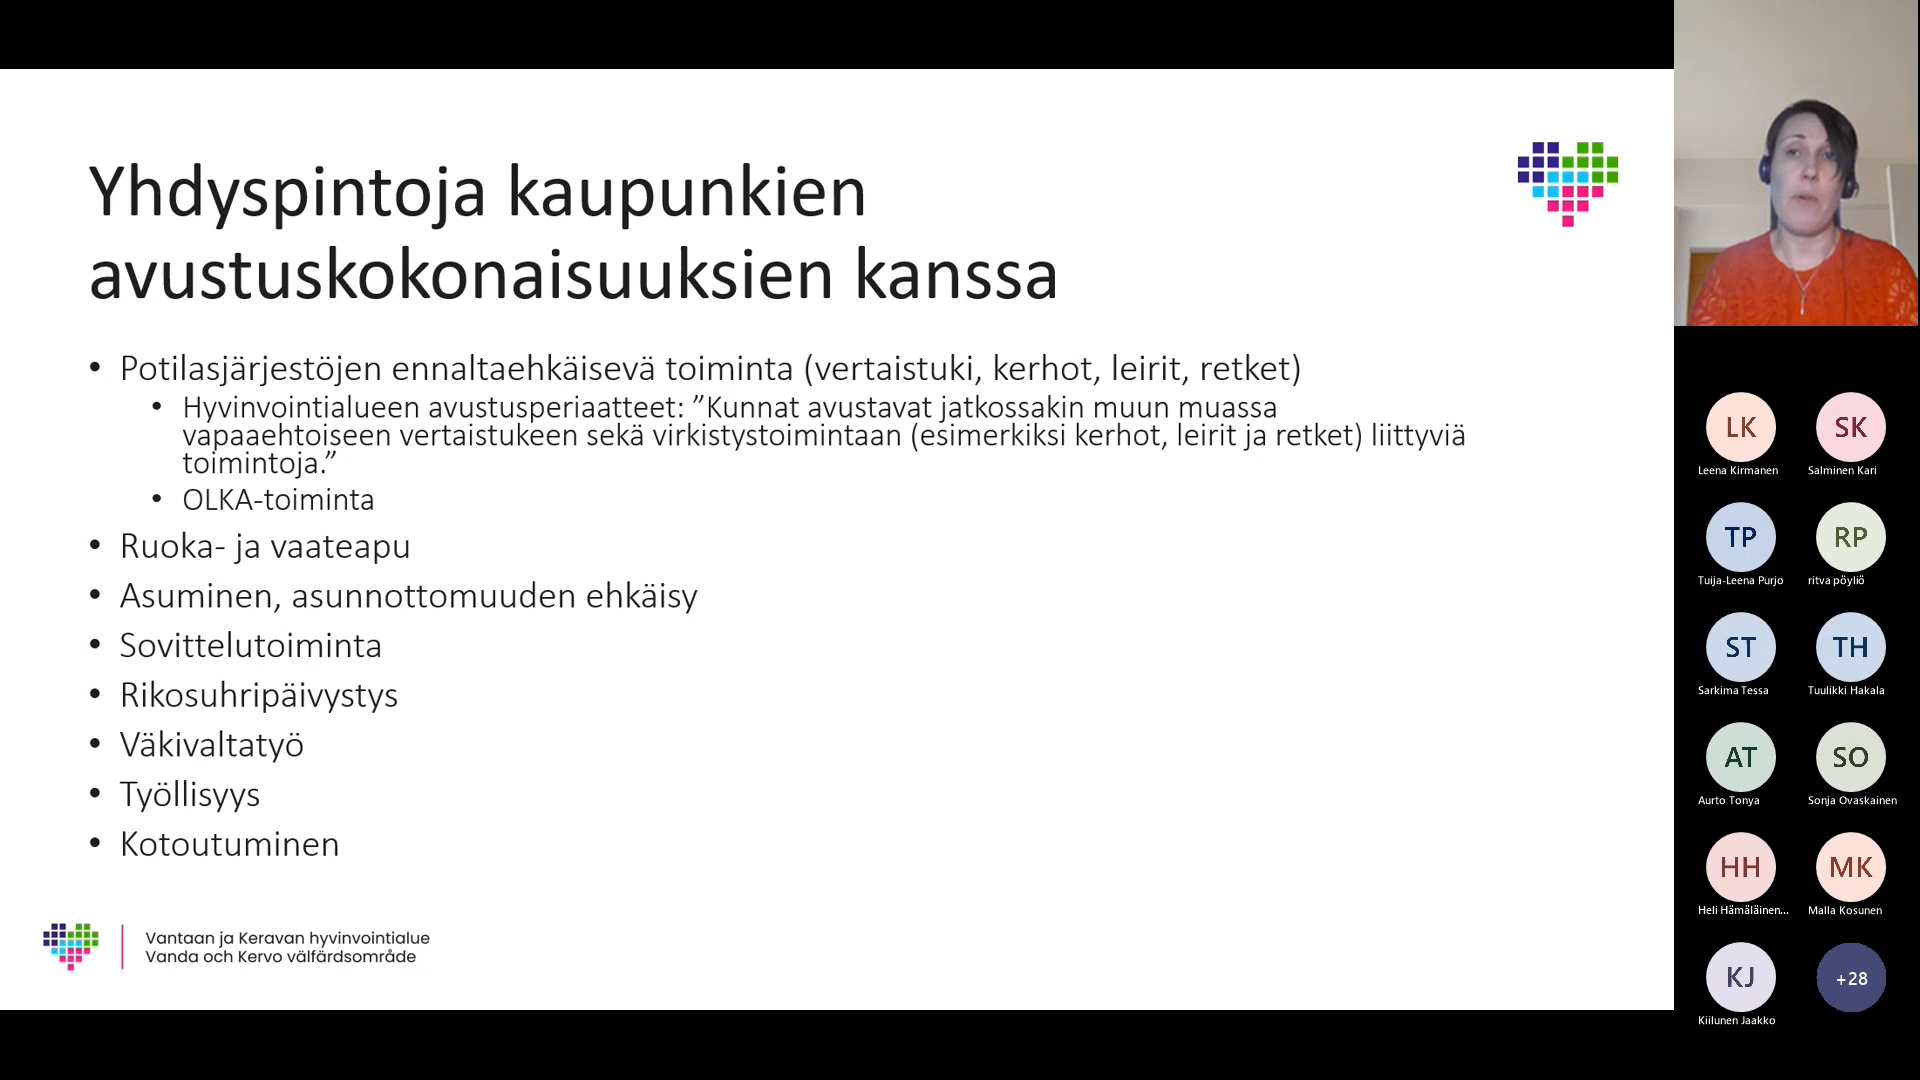 Yhdyspintoja kaupunkien
avustuskokonaisuuksien kanssa
• Potilasjärjestöjen ennaltaehkäisevä toiminta (vertaistuki, kerhot, leirit, retket)
• Hyvinvointialueen avustusperiaatteet: ”Kunnat avustavat jatkossakin muun muassa
vapaaehtoiseen vertaistukeen sekä virkistystoimintaan (esimerkiksi kerhot, leirit ja retket) liittyviä
toimintoja.”
• OLKA-toiminta
• Ruoka- ja vaateapu
• Asuminen, asunnottomuuden ehkäisy
• Sovittelutoiminta
• Rikosuhripäivystys
• Väkivaltatyö
• Työllisyys
• Kotoutuminen
Vantaan ja Keravan hyvinvointialue
Vanda och Kervo välfärdsområde
LK
SK
Leena Kirmanen
Salminen Kari
TP
RP
Tuija-Leena Purjo
ritva pöyliö
ST
TH
Sarkima Tessa
Tuulikki Hakala
AT
SO
Aurto Tonya
Sonja Ovaskainen
HH
MK
Heli Hämäläinen...
Malla Kosunen
KJ
+28
Kiilunen Jaakko